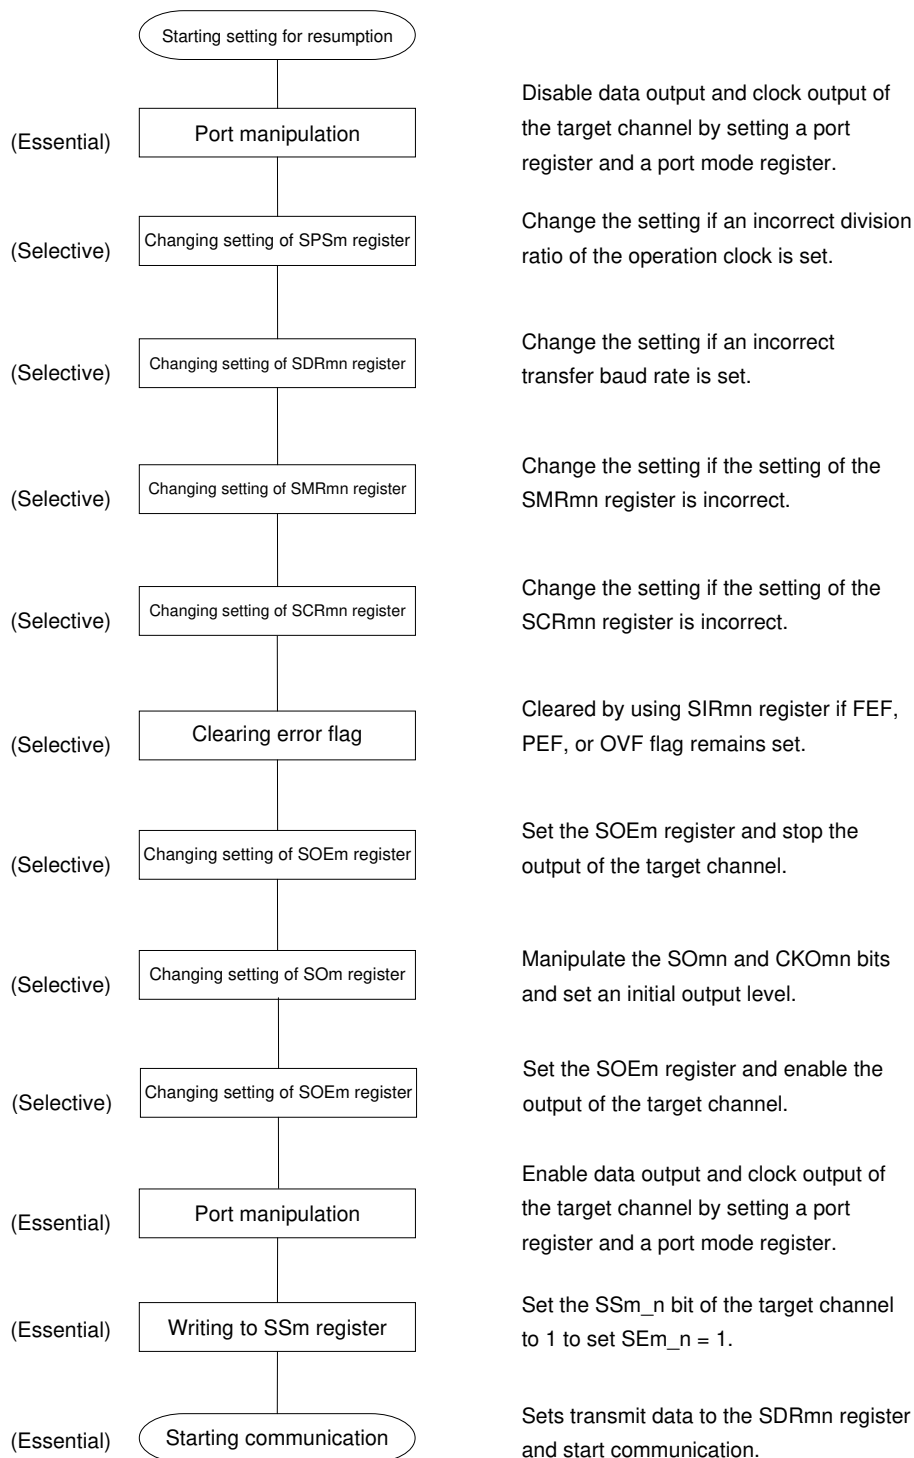 Starting setting for resumption
(Essential)
Port manipulation
Disable data output and clock output of
the target channel by setting a port
register and a port mode register.
(Selective)
Changing setting of SPSm register
Change the setting if an incorrect division
ratio of the operation clock is set.
(Selective)
Changing setting of SDRmn register
Change the setting if an incorrect
transfer baud rate is set.
(Selective)
Changing setting of SMRmn register
Change the setting if the setting of the
SMRmn register is incorrect.
(Selective)
Changing setting of SCRmn register
Change the setting if the setting of the
SCRmn register is incorrect.
(Selective)
Clearing error flag
Cleared by using SIRmn register if FEF,
PEF, or OVF flag remains set.
(Selective)
Changing setting of SOEm register
Set the SOEm register and stop the
output of the target channel.
(Selective)
Changing setting of SOm register
Manipulate the SOmn and CKOmn bits
and set an initial output level.
(Selective)
Changing setting of SOEm register
Set the SOEm register and enable the
output of the target channel.
(Essential)
Port manipulation
Enable data output and clock output of
the target channel by setting a port
register and a port mode register.
(Essential)
Writing to SSm register
Set the SSm_n bit of the target channel
to 1 to set SEm_n = 1.
(Essential)
Starting communication
Sets transmit data to the SDRmn register
and start communication.